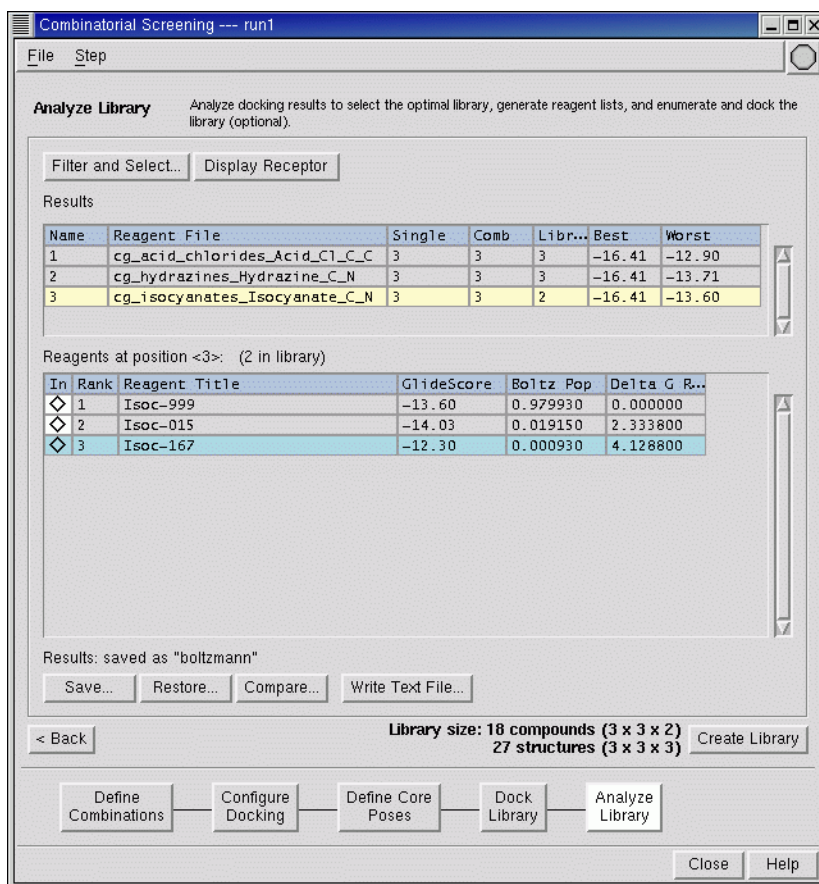 Combinatorial Screening --- run1
File Step
Analyze Library Analyze docking results to select the optimal library, generate reagent lists, and enumerate and dock the
library (optional).
Filter and Select... Display Receptor
Results
Name Reagent File Single Comb Libr... Best Worst
1 cg_acid_chlorides_Acid_Cl_C_C 3 3 3 -16.41 -12.90
2 cg_hydrazines_Hydrazine_C_N 3 3 3 -16.41 -13.71
3 cg_isocyanates_Isocyanate_C_N 3 3 2 -16.41 -13.60
Reagents at position <3>: (2 in library)
In Rank Reagent Title GlideScore Boltz Pop Delta G R...
1 Isoc-999 -13.60 0.979930 0.000000
2 Isoc-015 -14.03 0.019150 2.333800
3 Isoc-167 -12.30 0.000930 4.128800
Results: saved as "boltzmann"
Save... Restore... Compare... Write Text File...
< Back Library size: 18 compounds (3 x 3 x 2)
27 structures (3 x 3 x 3) Create Library
Define Combinations Configure Docking Define Core Poses Dock Library Analyze Library
Close Help